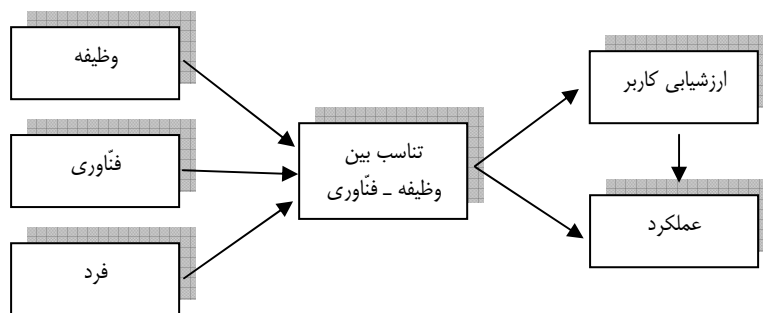 وظیفه
فنّاوری
فرد
تناسب بین
وظیفه ـ فنّاوری
ارزشیابی کاربر
عملکرد